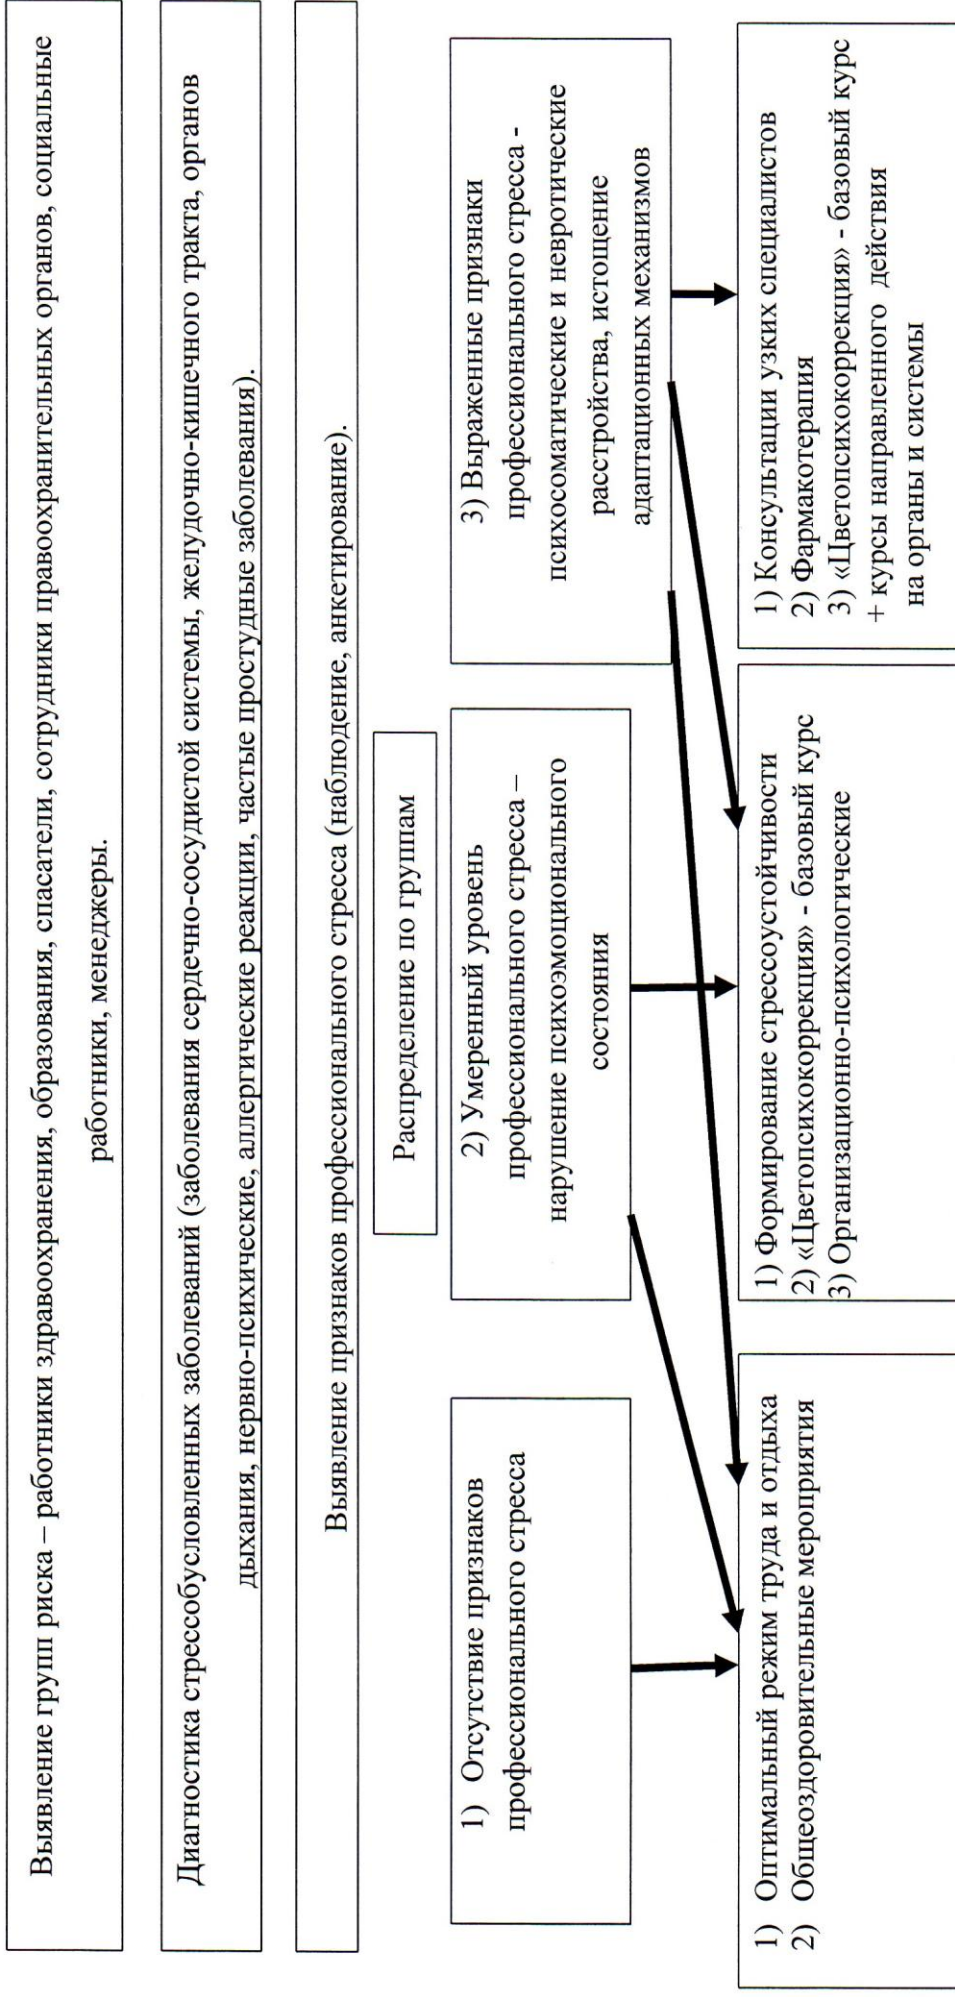 Выявление групп риска – работники здравоохранения, образования, спасатели, сотрудники правоохранительных органов, социальные
работники, менеджеры.
Диагностика стрессобусловленных заболеваний (заболевания сердечно-сосудистой системы, желудочно-кишечного тракта, органов
дыхания, нервно-психические, аллергические реакции, частые простудные заболевания).
Выявление признаков профессионального стресса (наблюдение, анкетирование).
Распределение по группам
1) Отсутствие признаков
профессионального стресса
2) Умеренный уровень
профессионального стресса –
нарушение психоэмоционального
состояния
3) Выраженные признаки
профессионального стресса -
психосоматические и невротические
расстройства, истощение
адаптационных механизмов
1) Оптимальный режим труда и отдыха
2) Общеоздоровительные мероприятия
1) Формирование стрессоустойчивости
2) «Цветопсихокоррекция» - базовый курс
3) Организационно-психологические
1) Консультации узких специалистов
2) Фармакотерапия
3) «Цветопсихокоррекция» - базовый курс
+ курсы направленного действия
на органы и системы